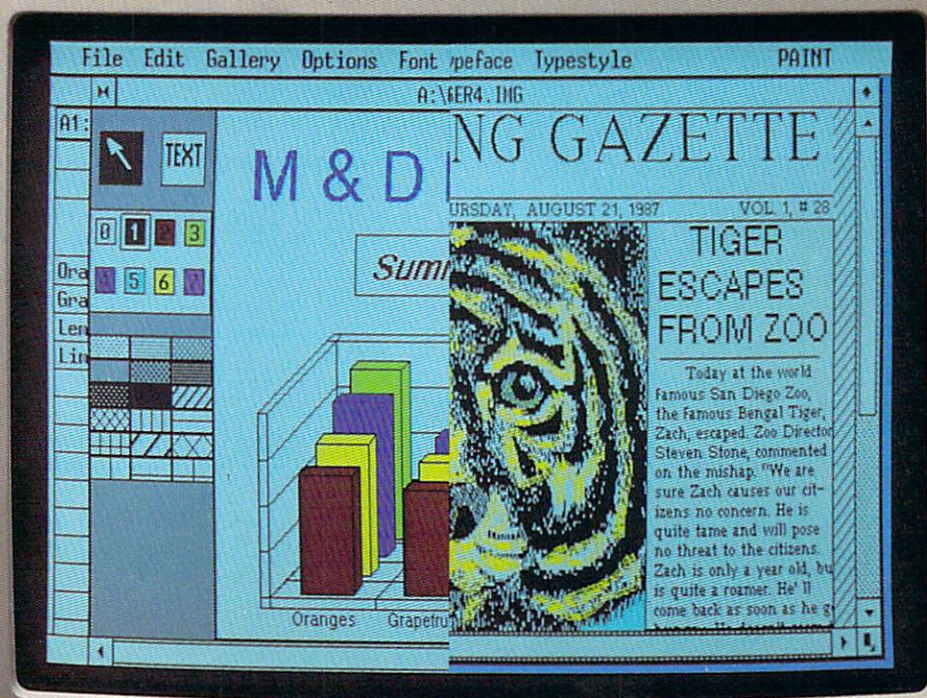 File Edit Gallery Options Font ypeface Typestyle PAINT
A:\ ER4.IMG
A1:
TEXT
M & D
0 1 2 3
5 6 7
Summ
Ora
Gra
Len
Lim
Oranges Grapefru
NG GAZETTE
URSDAY, AUGUST 21, 1987 VOL 1, # 28
TIGER
ESCAPES
FROM ZOO
Today at the world
famous San Diego Zoo,
the famous Bengal Tiger,
Zach, escaped. Zoo Director
Steven Stone, commented
on the mishap. "We are
sure Zach causes our cit-
izens no concern. He is
quite tame and will pose
no threat to the citizens.
Zach is only a year old, bu
is quite a roamer. He'll
come back as soon as he g